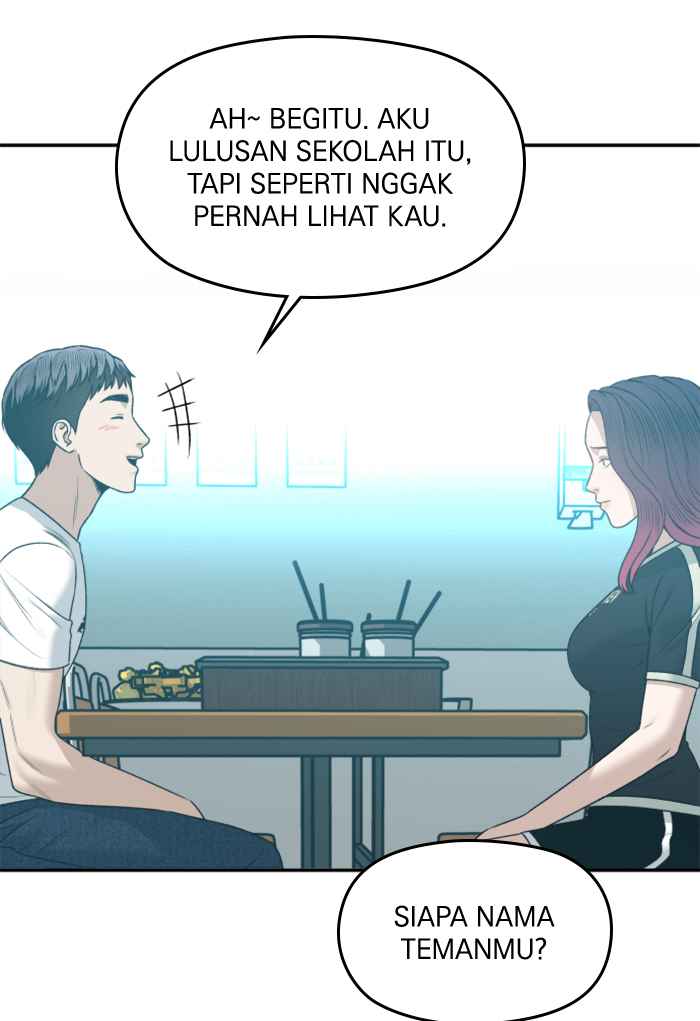 AH~ BEGITU. AKU
LULUSAN SEKOLAH ITU,
TAPI SEPERTI NGGAK
PERNAH LIHAT KAU.
SIAPA NAMA
TEMANMU?